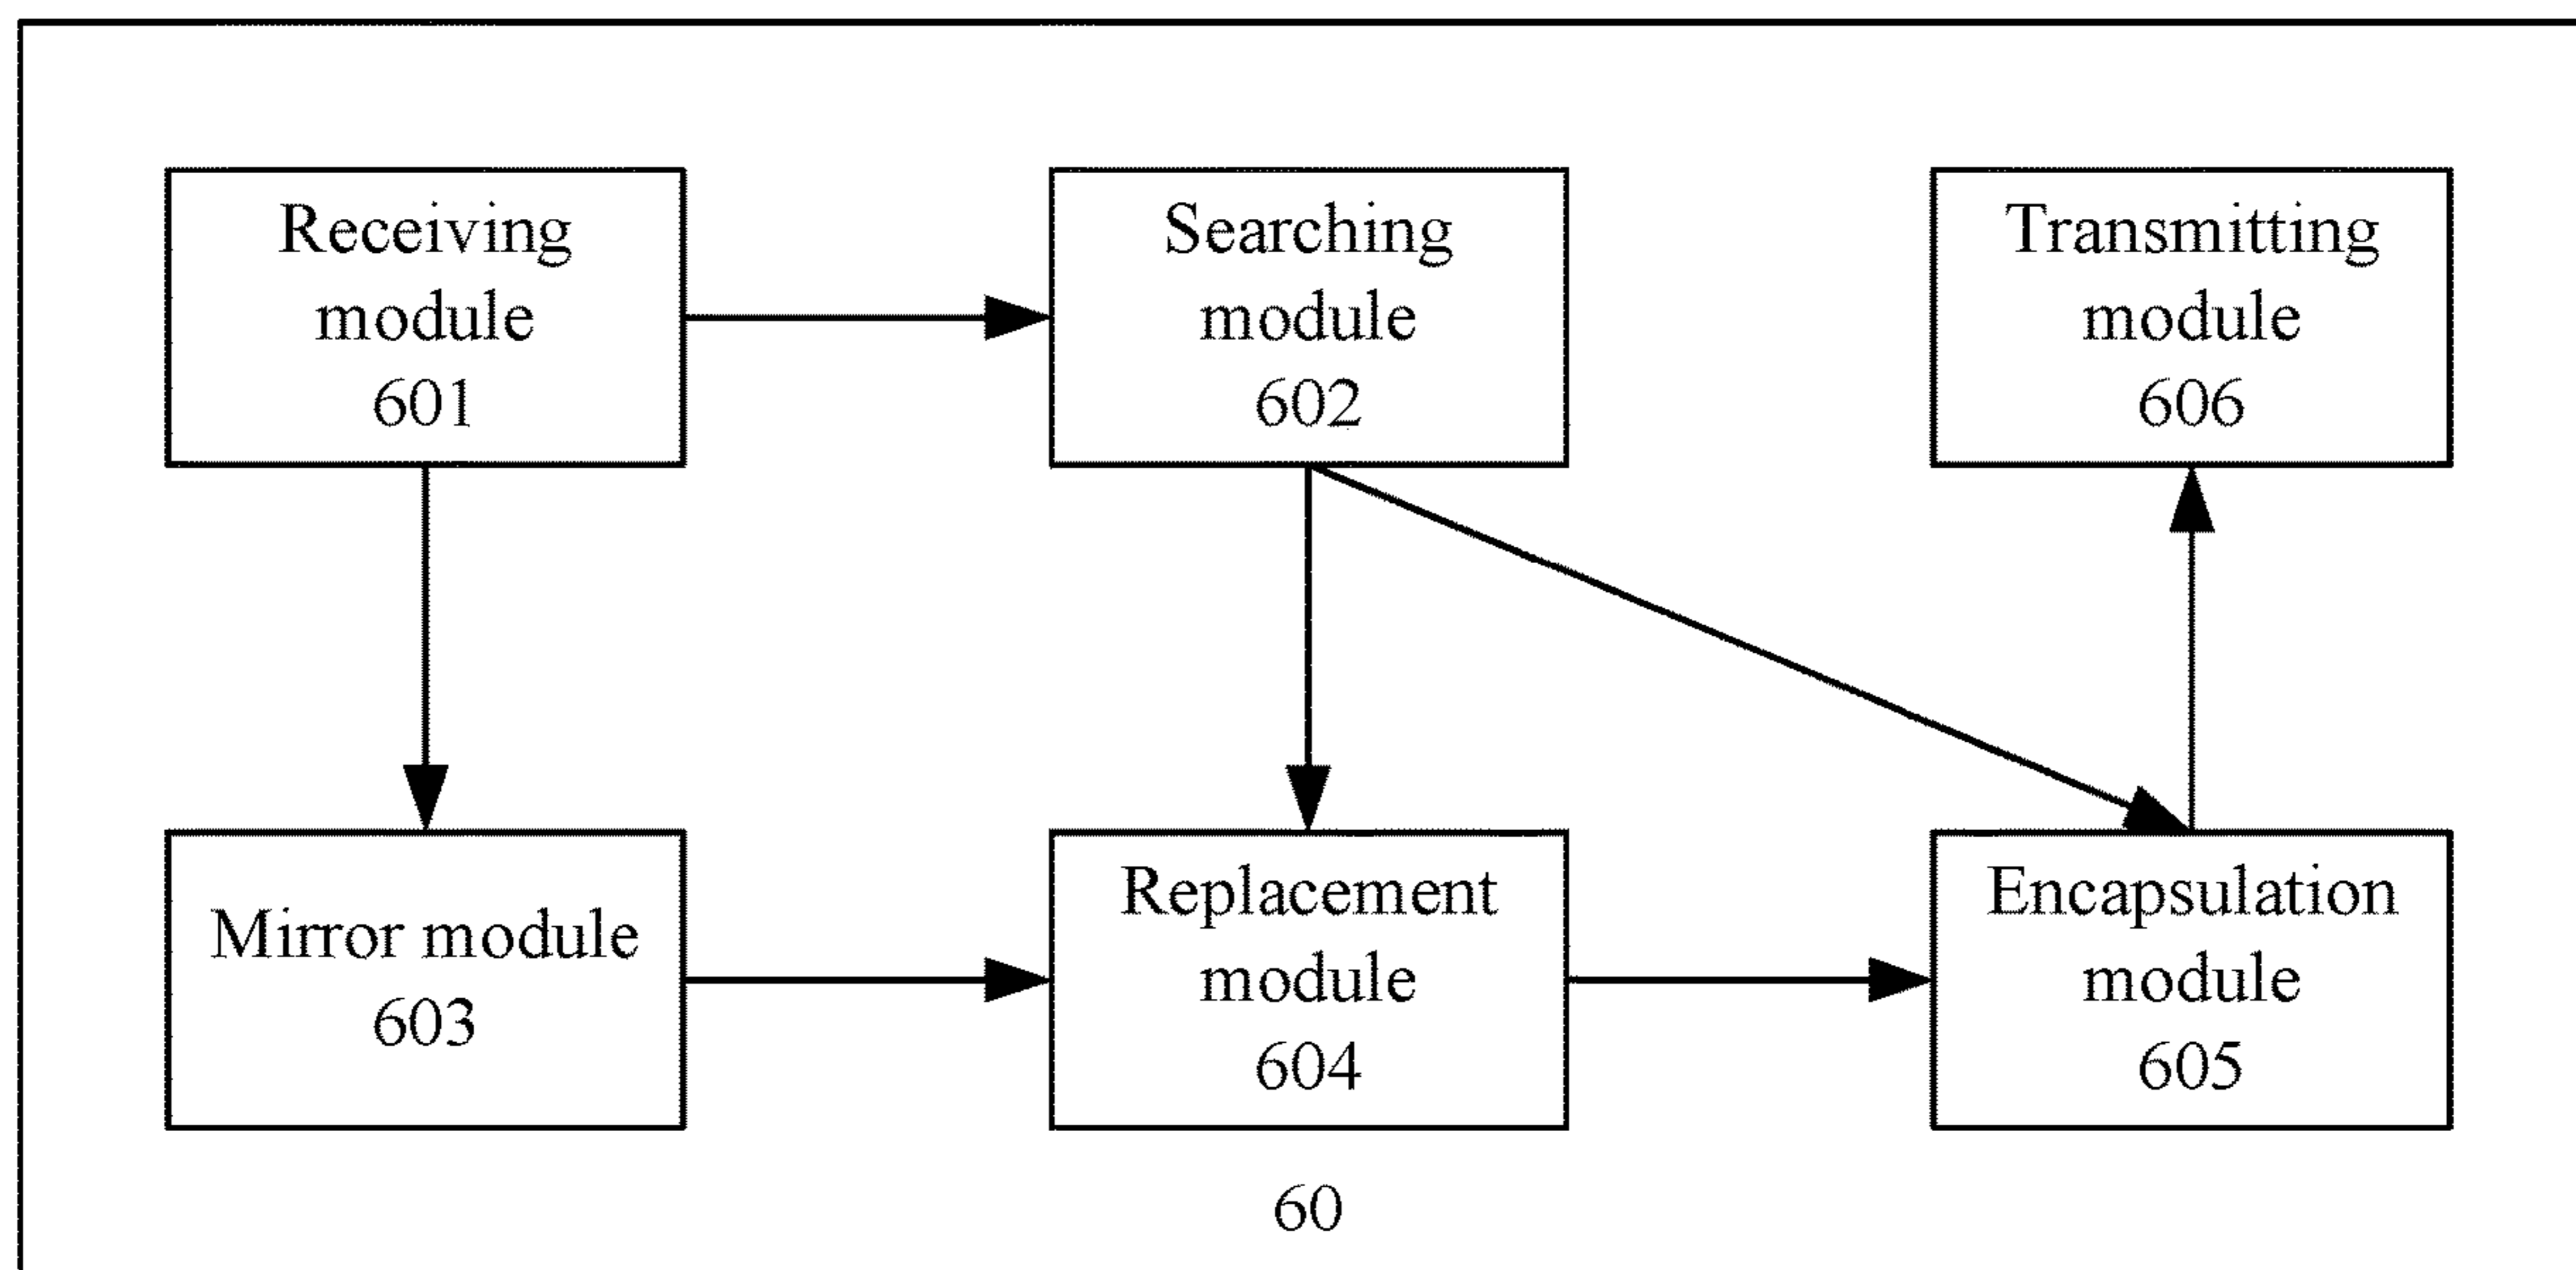 Receiving
module
601
Searching
module
602
Transmitting
module
606
Mirror module
603
Replacement
module
604
Encapsulation
module
605
60